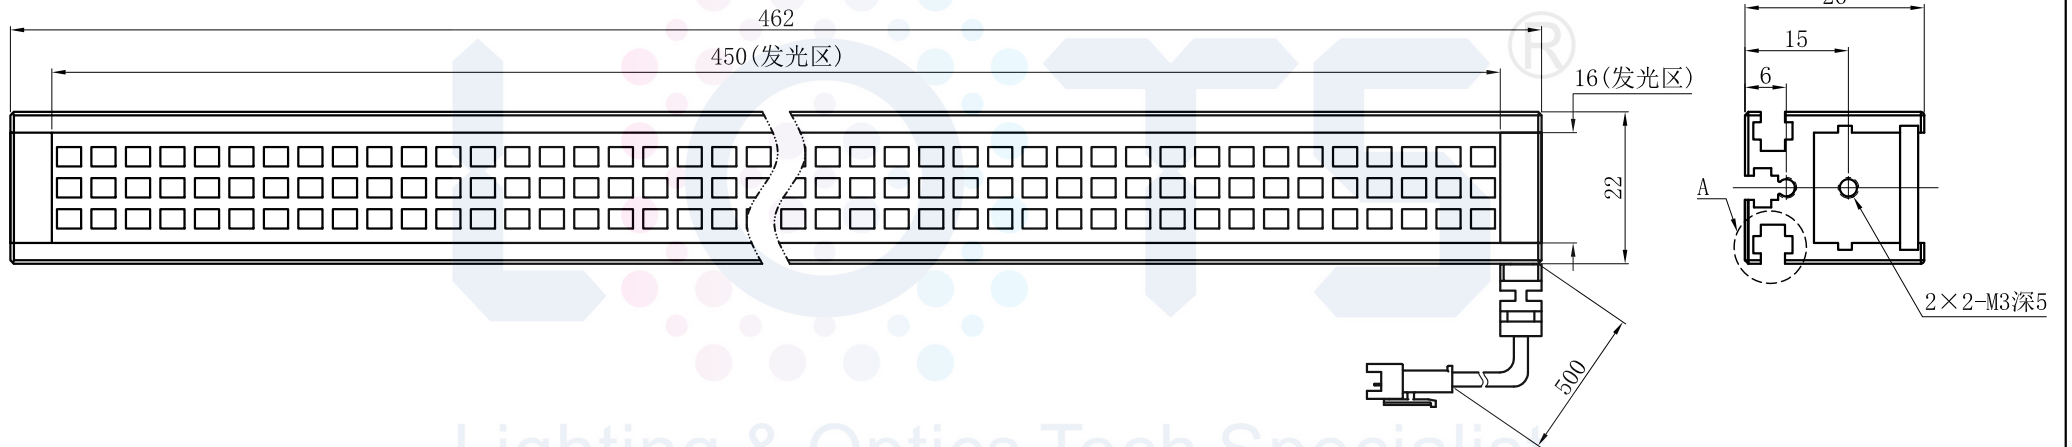 462
450(发光区)
16(发光区)
22
500
15
6
A
2×2-M3深5
LOTS
®
Lighting & Optics Tech Specialist